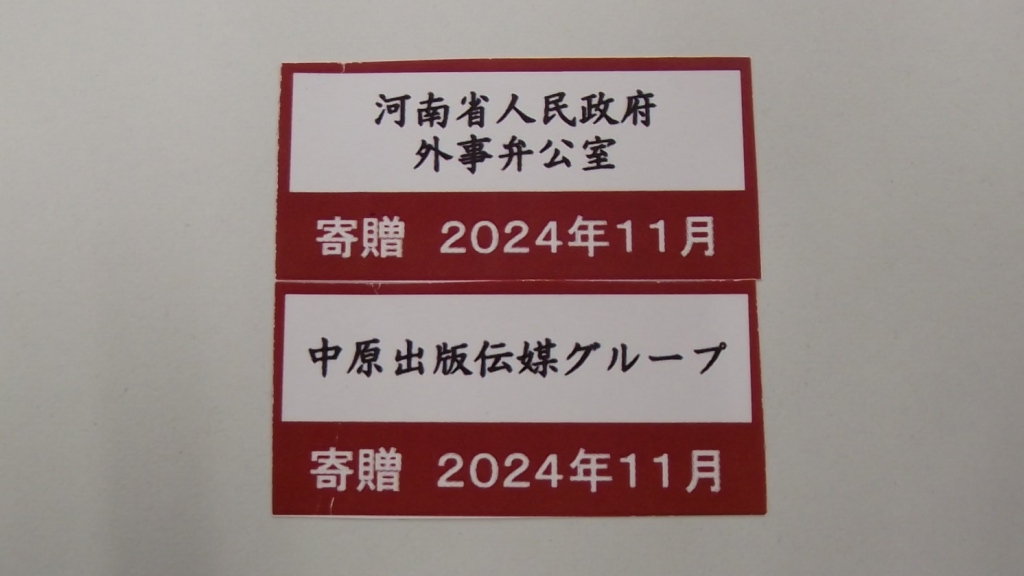 河南省人民政府
外事弁公室
寄贈 2024年11月
中原出版伝媒グループ
寄贈 2024年11月